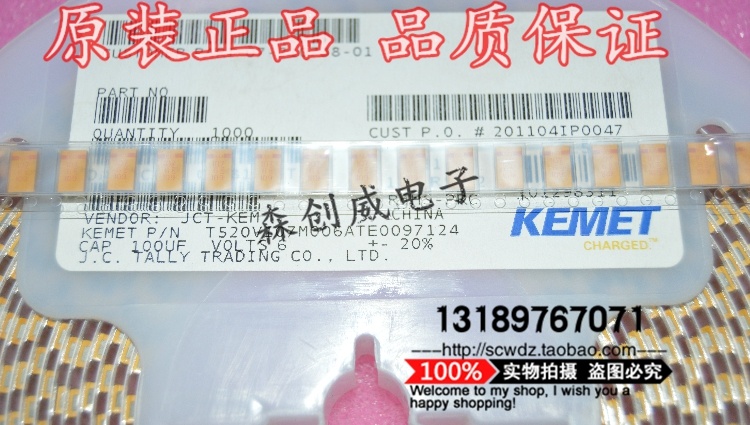 原装正品 品质保证
8-01
PART NO
QUANTITY 1000
CUST P.O. # 201104IP0047
VENDOR: JCT-KEM CHINA
森创威电子
KEMET
CHARGED™
KEMET P/N M006ATE0097124
CAP 100UF VOLTS 6 +- 20%
J.C. TALLY TRADING CO., LTD.
13189767071
----http://scwdz.taobao.com----
100% 实物拍摄 盗图必究
Welcome to my shop, I wish you a
happy shopping!